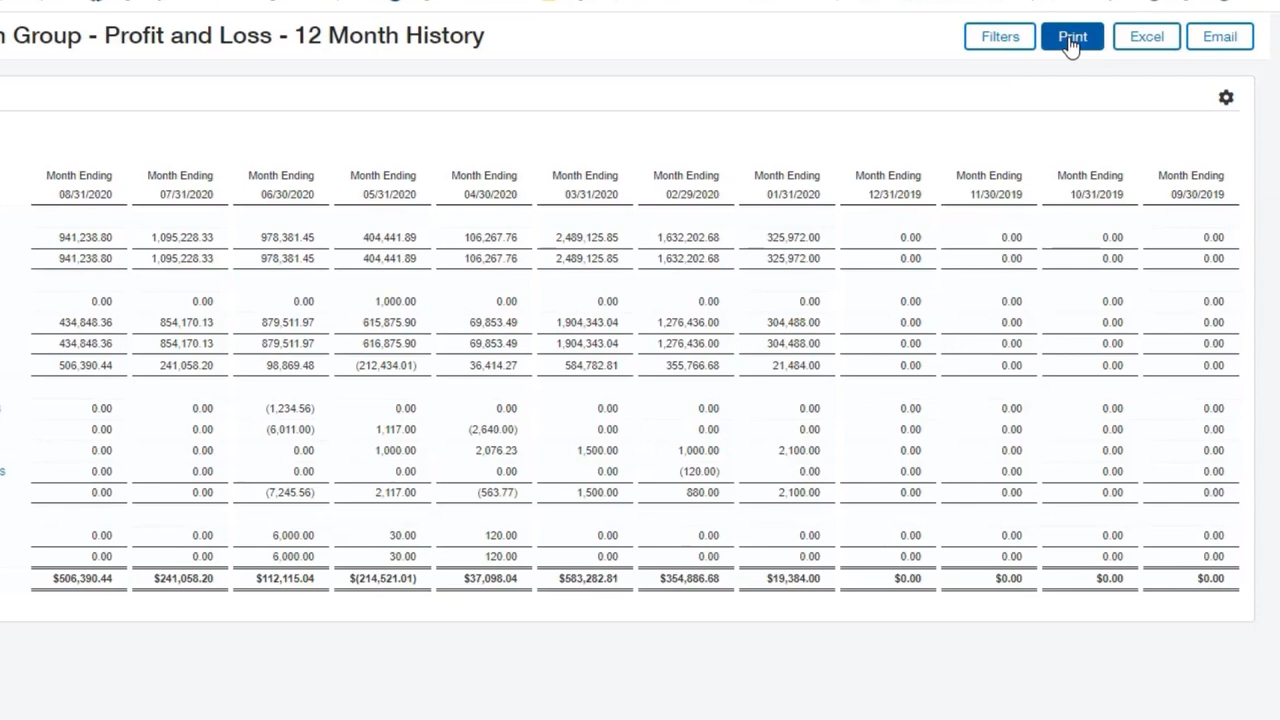 n Group - Profit and Loss - 12 Month History Filters Print Excel Email
Month Ending Month Ending Month Ending Month Ending Month Ending Month Ending Month Ending Month Ending Month Ending Month Ending Month Ending Month Ending
08/31/2020 07/31/2020 06/30/2020 05/31/2020 04/30/2020 03/31/2020 02/29/2020 01/31/2020 12/31/2019 11/30/2019 10/31/2019 09/30/2019
941,238.80 1,095,228.33 978,381.45 404,441.89 106,267.76 2,489,125.85 1,632,202.68 325,972.00 0.00 0.00 0.00 0.00
941,238.80 1,095,228.33 978,381.45 404,441.89 106,267.76 2,489,125.85 1,632,202.68 325,972.00 0.00 0.00 0.00 0.00
0.00 0.00 0.00 1,000.00 0.00 0.00 0.00 0.00 0.00 0.00 0.00 0.00
434,848.36 854,170.13 879,511.97 615,875.90 69,853.49 1,904,343.04 1,276,436.00 304,488.00 0.00 0.00 0.00 0.00
434,848.36 854,170.13 879,511.97 616,875.90 69,853.49 1,904,343.04 1,276,436.00 304,488.00 0.00 0.00 0.00 0.00
506,390.44 241,058.20 98,869.48 (212,434.01) 36,414.27 584,782.81 355,766.68 21,484.00 0.00 0.00 0.00 0.00
s 0.00 0.00 (1,234.56) 0.00 0.00 0.00 0.00 0.00 0.00 0.00 0.00 0.00
0.00 0.00 (6,011.00) 1,117.00 (2,640.00) 0.00 0.00 0.00 0.00 0.00 0.00 0.00
0.00 0.00 0.00 1,000.00 2,076.23 1,500.00 1,000.00 2,100.00 0.00 0.00 0.00 0.00
s 0.00 0.00 0.00 0.00 0.00 0.00 (120.00) 0.00 0.00 0.00 0.00 0.00
0.00 0.00 (7,245.56) 2,117.00 (563.77) 1,500.00 880.00 2,100.00 0.00 0.00 0.00 0.00
0.00 0.00 6,000.00 30.00 120.00 0.00 0.00 0.00 0.00 0.00 0.00 0.00
0.00 0.00 6,000.00 30.00 120.00 0.00 0.00 0.00 0.00 0.00 0.00 0.00
$506,390.44 $241,058.20 $112,115.04 $(214,521.01) $37,098.04 $583,282.81 $354,886.68 $19,384.00 $0.00 $0.00 $0.00 $0.00